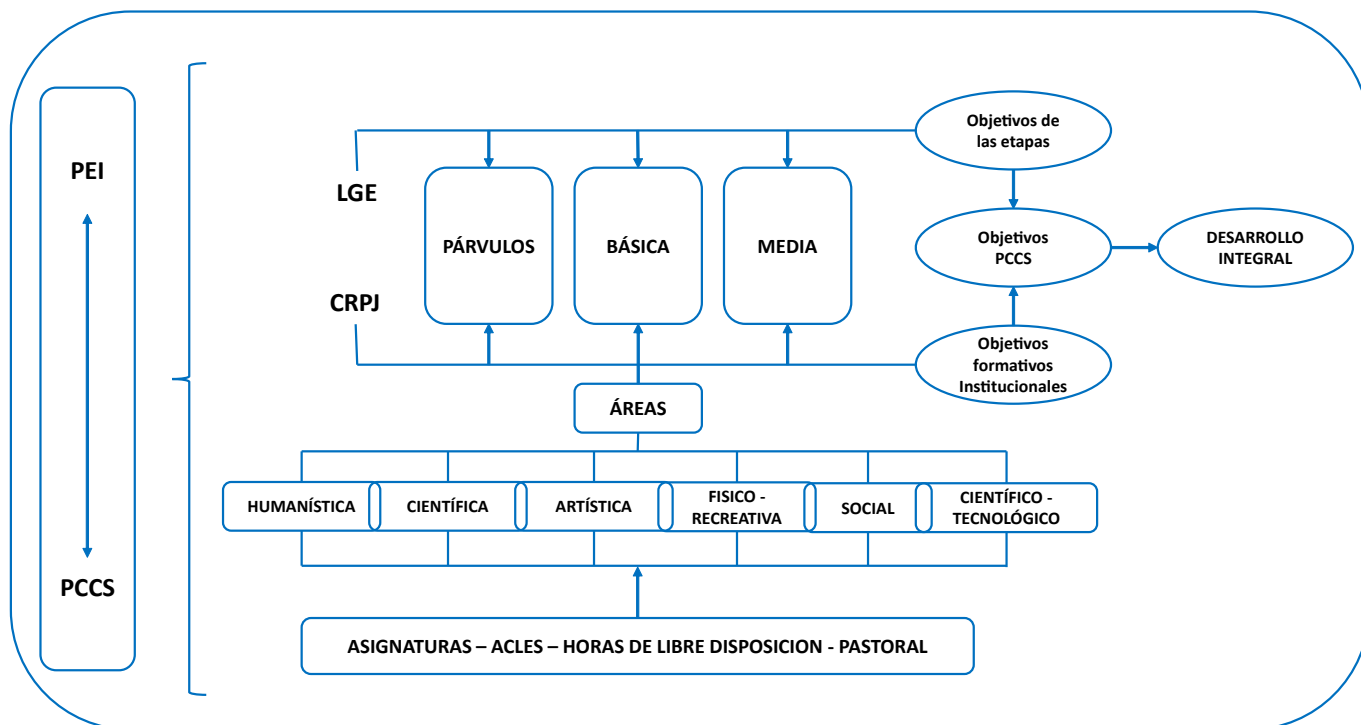 PEI
PCCS
LGE
CRPJ
PÁRVULOS
BÁSICA
MEDIA
Objetivos de
las etapas
Objetivos
PCCS
DESARROLLO
INTEGRAL
Objetivos
formativos
Institucionales
ÁREAS
HUMANÍSTICA
CIENTÍFICA
ARTÍSTICA
FISICO -
RECREATIVA
SOCIAL
CIENTÍFICO -
TECNOLÓGICO
ASIGNATURAS – ACLES – HORAS DE LIBRE DISPOSICION - PASTORAL